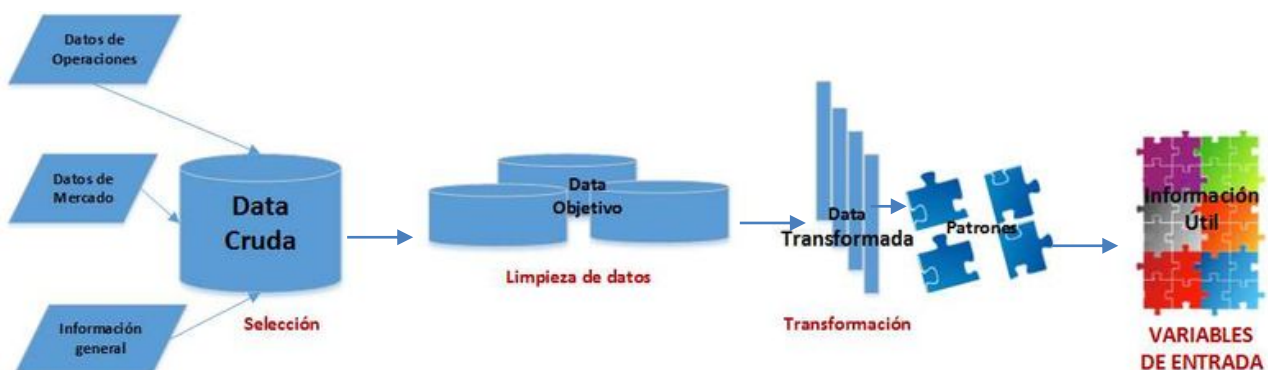 Datos de
Operaciones
Datos de
Mercado
Información
general
Data
Cruda
Selección
Data
Objetivo
Limpieza de datos
Data
Transformada
Transformación
Patrones
Información
Útil
VARIABLES
DE ENTRADA